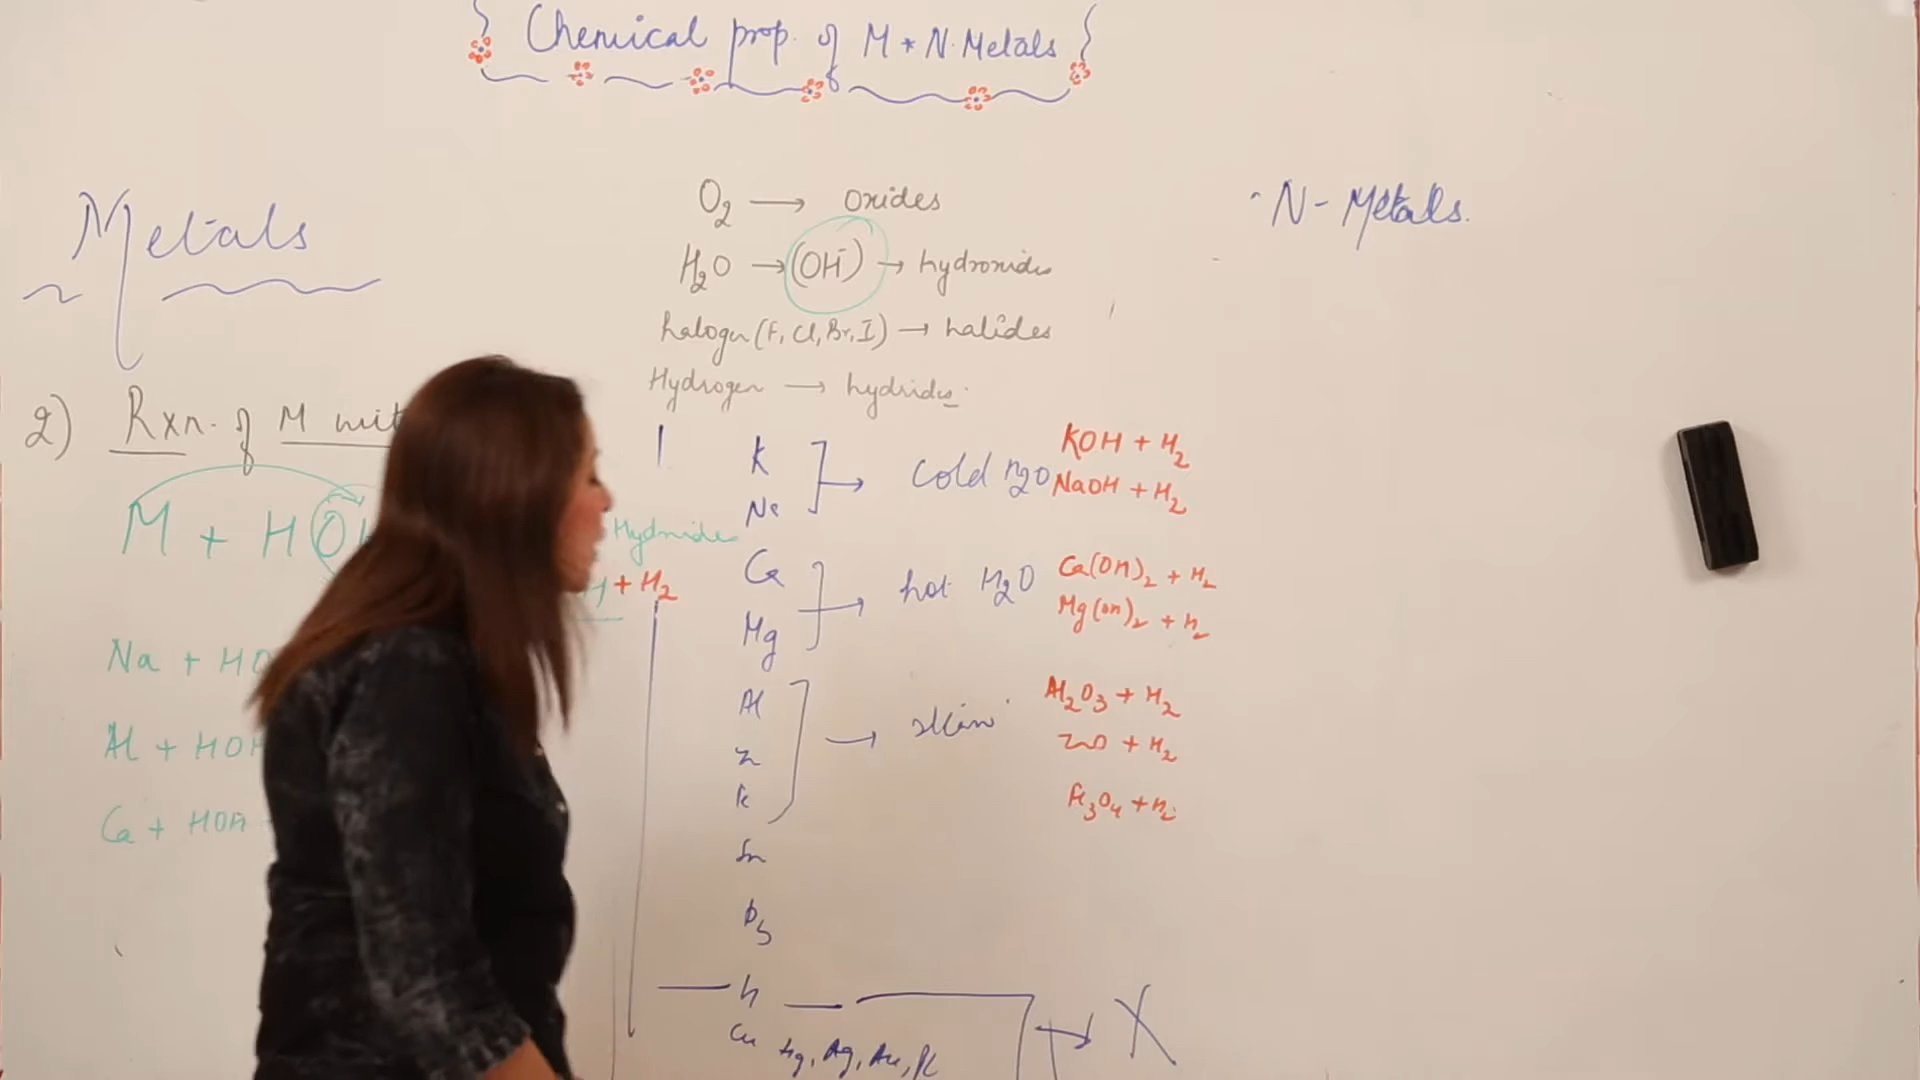 Chemical prop. of M * N. Metals
Metals
O2 → oxides
H2O → (OH) → hydroxides
halogen (F, Cl, Br, I) → halides
Hydrogen → hydrides
N-Metals.
2) Rxn. of M wit
M + HO
+ H2
Na + HO
Al + HOH
Ca + HOH
K
Na
→ Cold H2O
KOH + H2
NaOH + H2
Ca
Mg
→ hot H2O
Ca(OH)2 + H2
Mg(OH)2 + H2
Al
Zn
Fe
→
Al2O3 + H2
ZnO + H2
Fe3O4 + H2
Sn
Pb
h
Cu Hg, Ag, Au, Pt
→ X